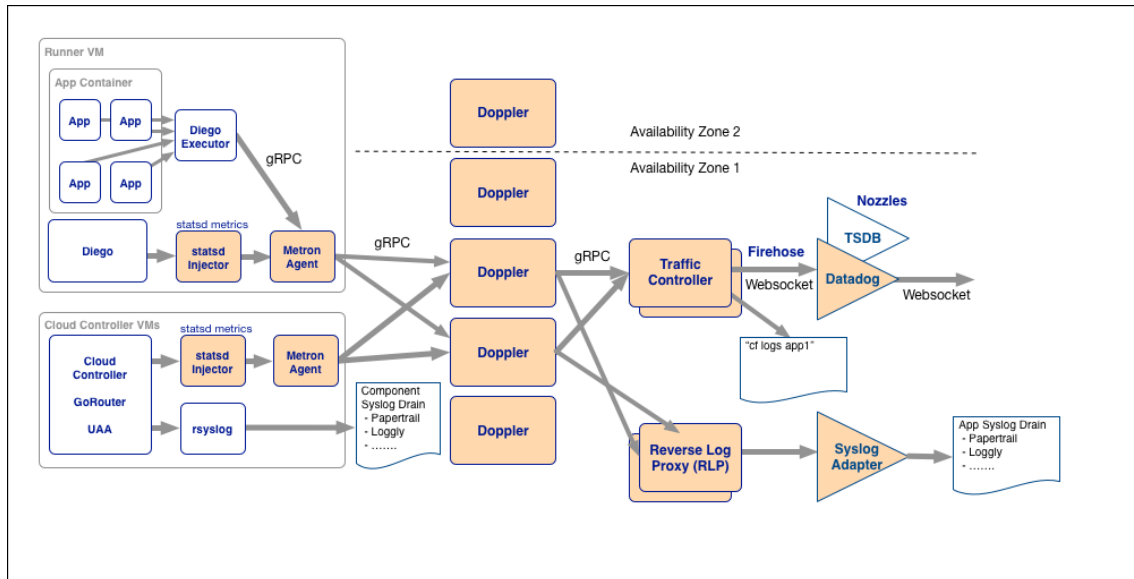 Runner VM
App Container
App
App
App
App
Diego
Executor
gRPC
Diego
statsd metrics
statsd
Injector
Metron
Agent
gRPC
Cloud Controller VMs
Cloud
Controller
GoRouter
UAA
statsd metrics
statsd
Injector
Metron
Agent
rsyslog
Component
Syslog Drain
- Papertrail
- Loggly
- .......
Doppler
Availability Zone 2
Availability Zone 1
Doppler
Doppler
Doppler
Doppler
gRPC
Traffic
Controller
Firehose
Websocket
Nozzles
TSDB
Datadog
Websocket
"cf logs app1"
Reverse Log
Proxy (RLP)
Syslog
Adapter
App Syslog Drain
- Papertrail
- Loggly
- .......